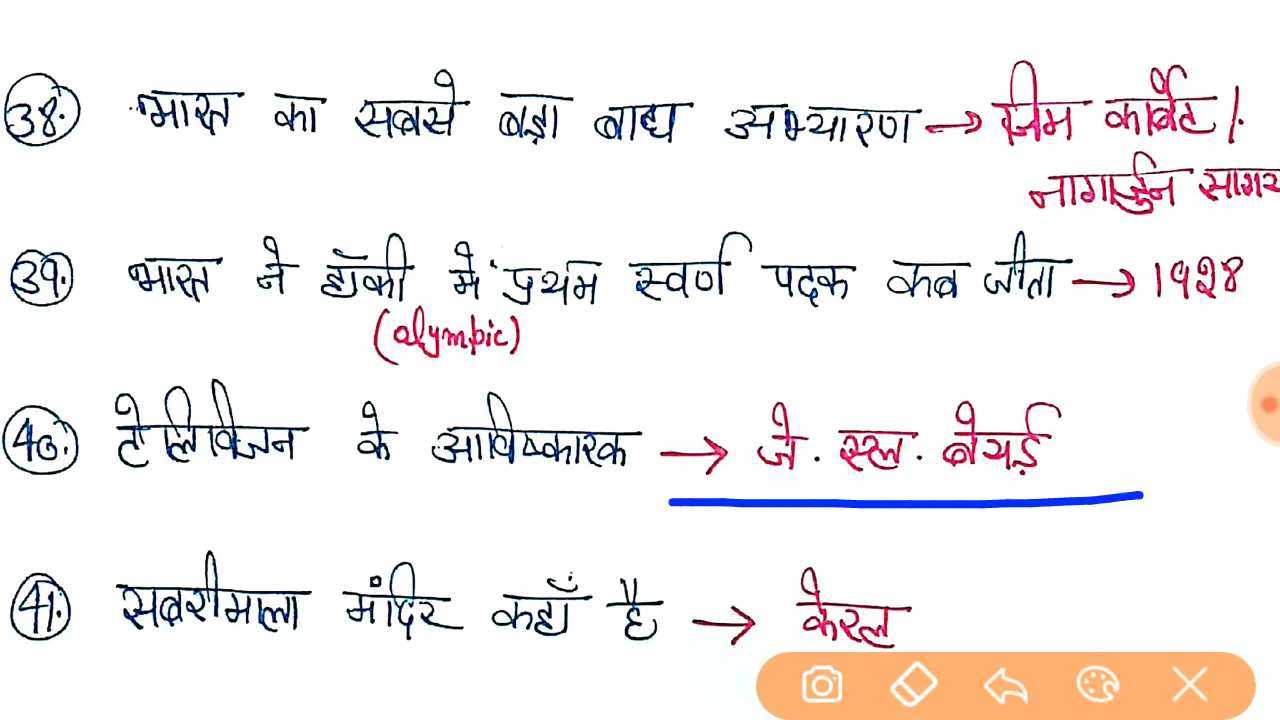 38. भारत का सबसे बड़ा बाघ अभ्यारण → जिम कार्बेट /
नागार्जुन सागर
39. भारत ने हॉकी में प्रथम स्वर्ण पदक कब जीता → 1928
(olympic)
40. टेलिविजन के आविष्कारक → जे. एल. बेयर्ड
41. सबरीमाला मंदिर कहाँ है → केरल